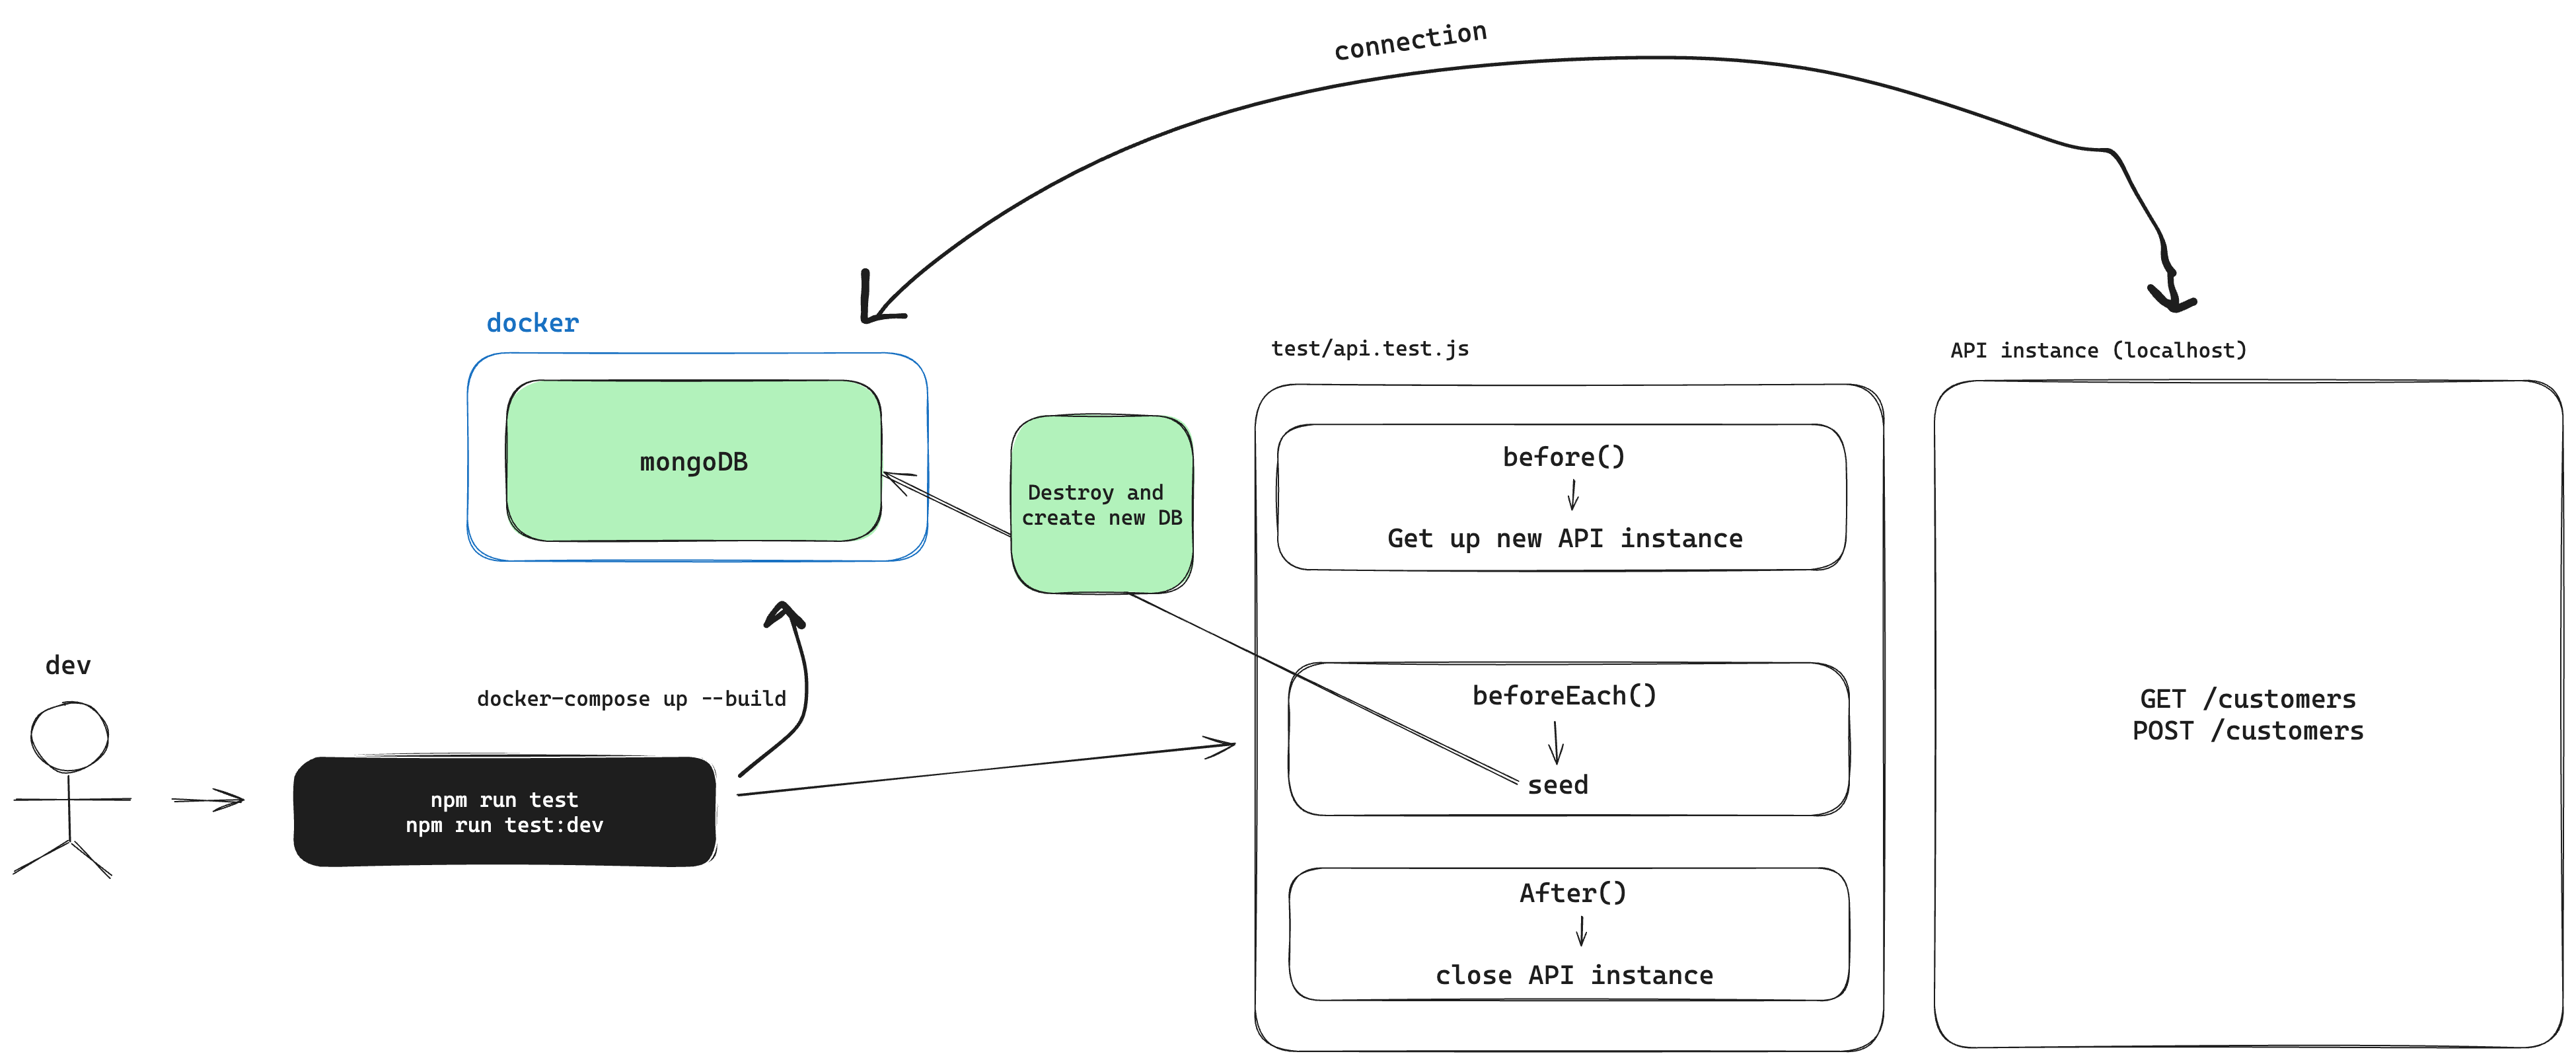 connection
docker
mongoDB
Destroy and
create new DB
test/api.test.js
before()
Get up new API instance
beforeEach()
seed
After()
close API instance
API instance (localhost)
GET /customers
POST /customers
dev
docker-compose up --build
npm run test
npm run test:dev